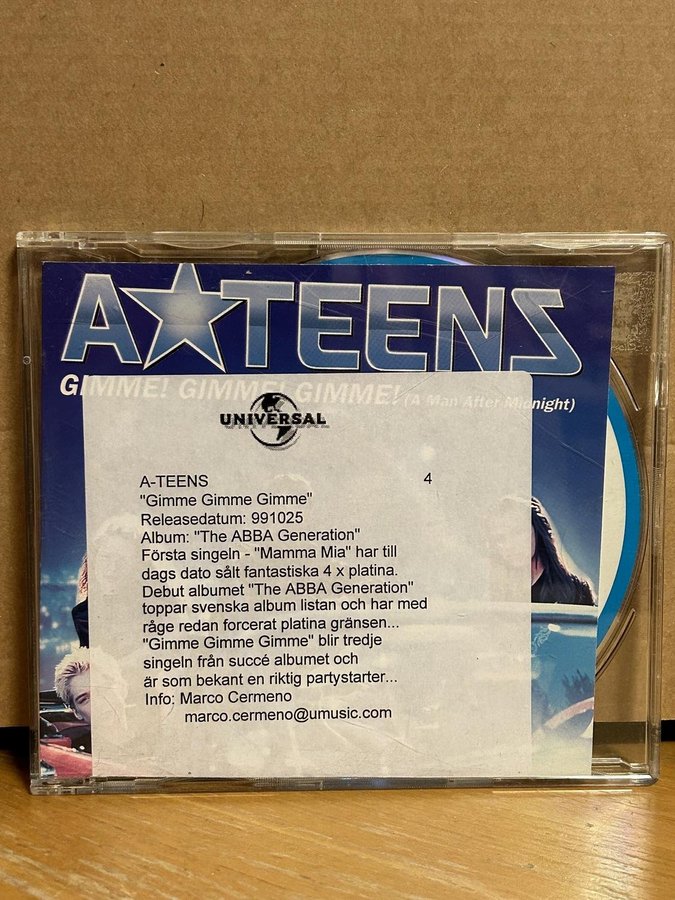 A★TEENS
GIMME! GIMME! GIMME! (A Man After Midnight)
UNIVERSAL
A-TEENS 4
"Gimme Gimme Gimme"
Releasedatum: 991025
Album: "The ABBA Generation"
Första singeln - "Mamma Mia" har till
dags dato sålt fantastiska 4 x platina.
Debut albumet "The ABBA Generation"
toppar svenska album listan och har med
råge redan forcerat platina gränsen...
"Gimme Gimme Gimme" blir tredje
singeln från succé albumet och
är som bekant en riktig partystarter...
Info: Marco Cermeno
marco.cermeno@umusic.com